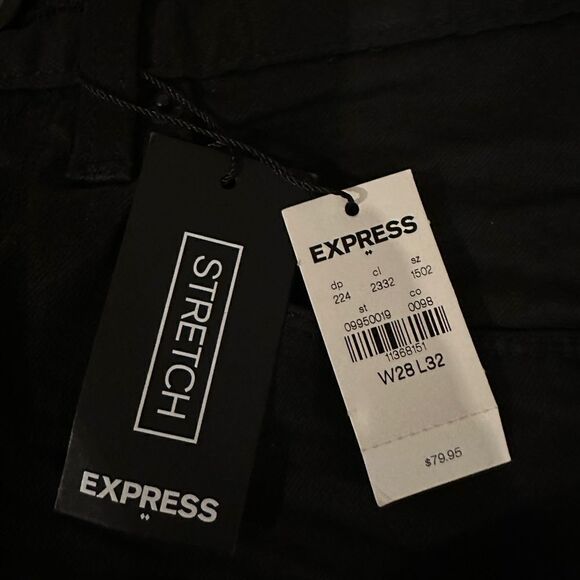 STRETCH
EXPRESS
EXPRESS
dp cl sz
224 2332 1502
st co
09950019 0098
11368151
W28 L32
$79.95